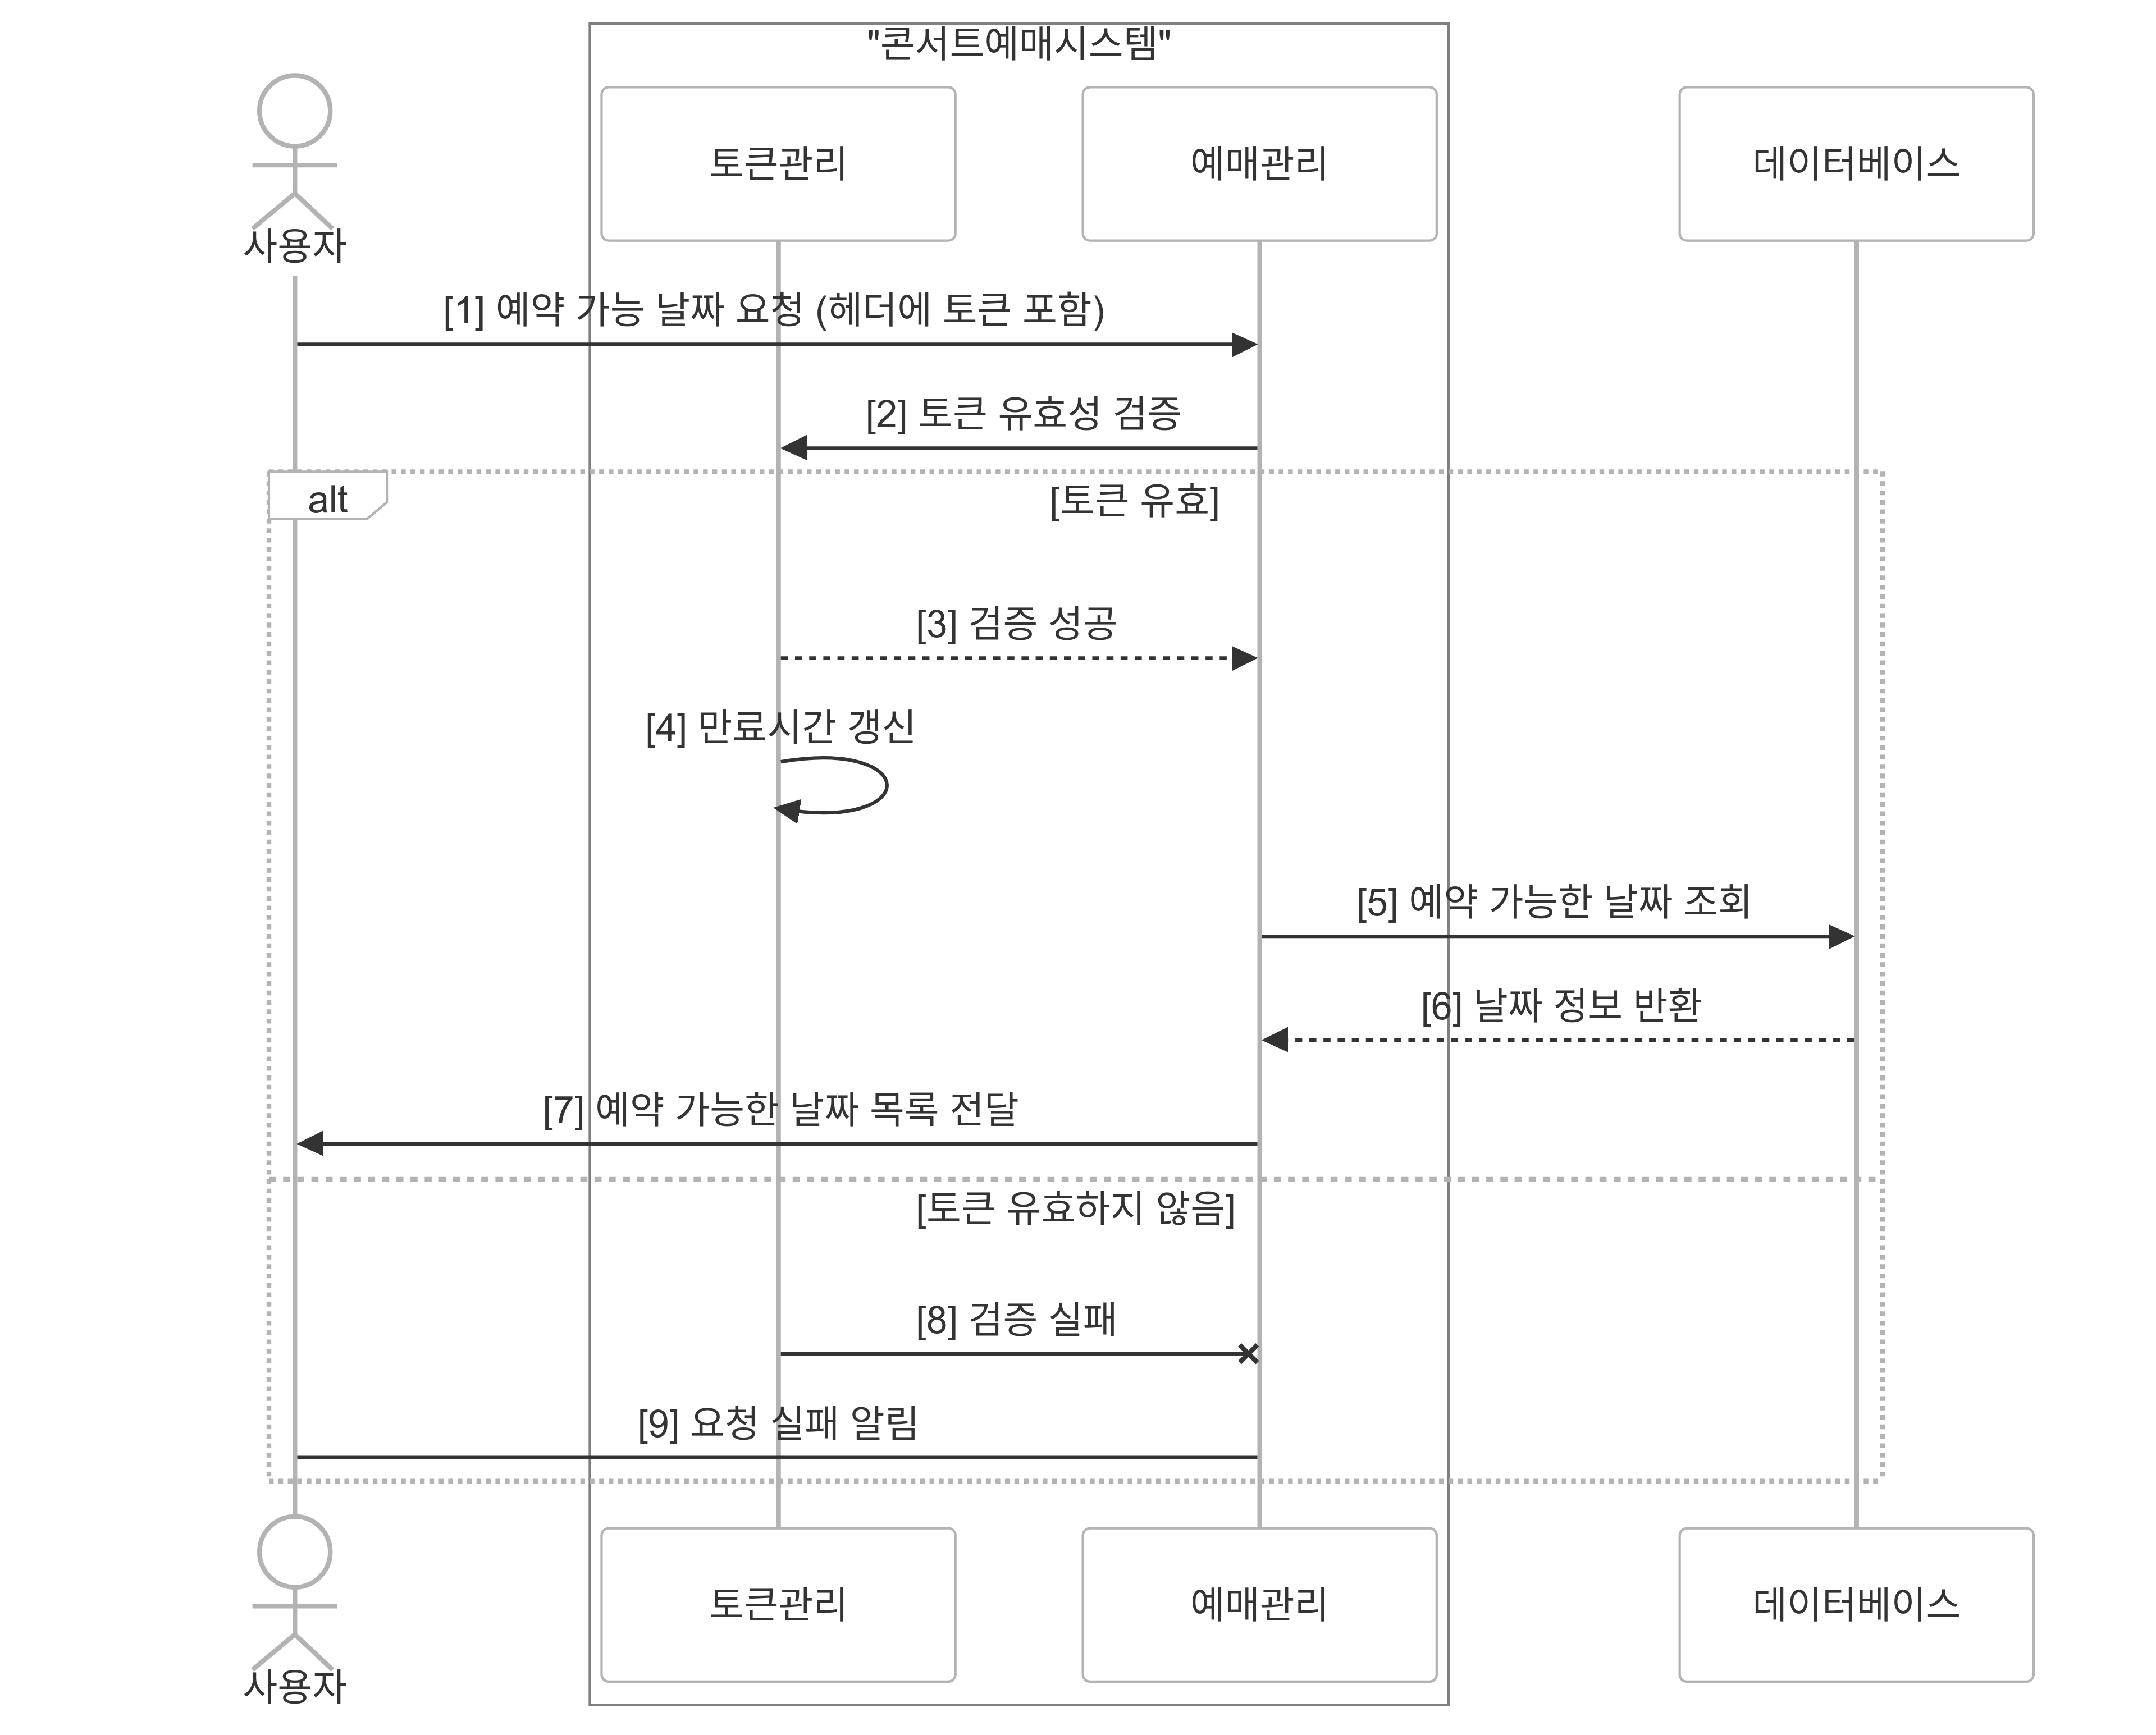 "콘서트예매시스템"
사용자
토큰관리
예매관리
데이터베이스
[1] 예약 가능 날짜 요청 (헤더에 토큰 포함)
[2] 토큰 유효성 검증
alt
[토큰 유효]
[3] 검증 성공
[4] 만료시간 갱신
[5] 예약 가능한 날짜 조회
[6] 날짜 정보 반환
[7] 예약 가능한 날짜 목록 전달
[토큰 유효하지 않음]
[8] 검증 실패
[9] 요청 실패 알림
사용자
토큰관리
예매관리
데이터베이스